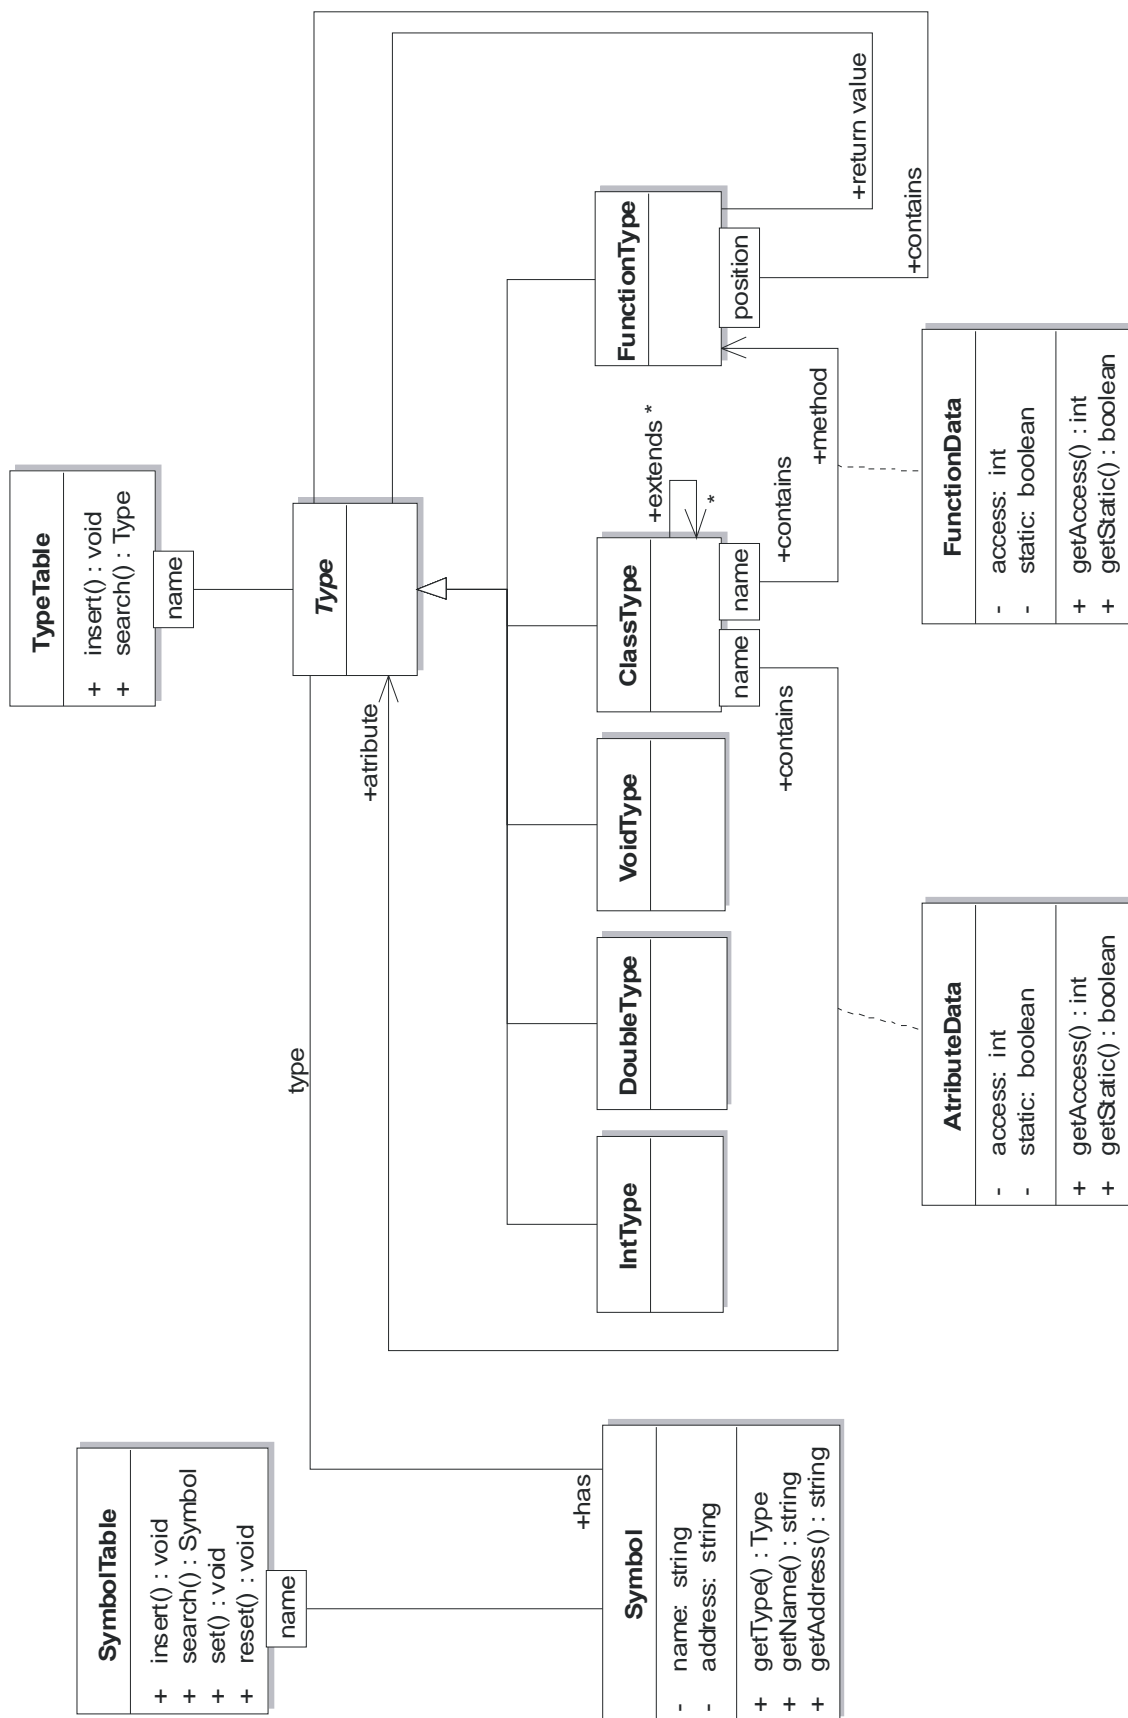 SymbolTable
+ insert() : void
+ search() : Symbol
+ set() : void
+ reset() : void
name
TypeTable
+ insert() : void
+ search() : Type
name
type
Type
+atribute
+has
Symbol
- name: string
- address: string
+ getType() : Type
+ getName() : string
+ getAddress() : string
IntType
DoubleType
VoidType
ClassType
name
name
+extends *
*
FunctionType
position
+return value
+contains
+contains
+contains
+method
AtributeData
- access: int
- static: boolean
+ getAccess() : int
+ getStatic() : boolean
FunctionData
- access: int
- static: boolean
+ getAccess() : int
+ getStatic() : boolean